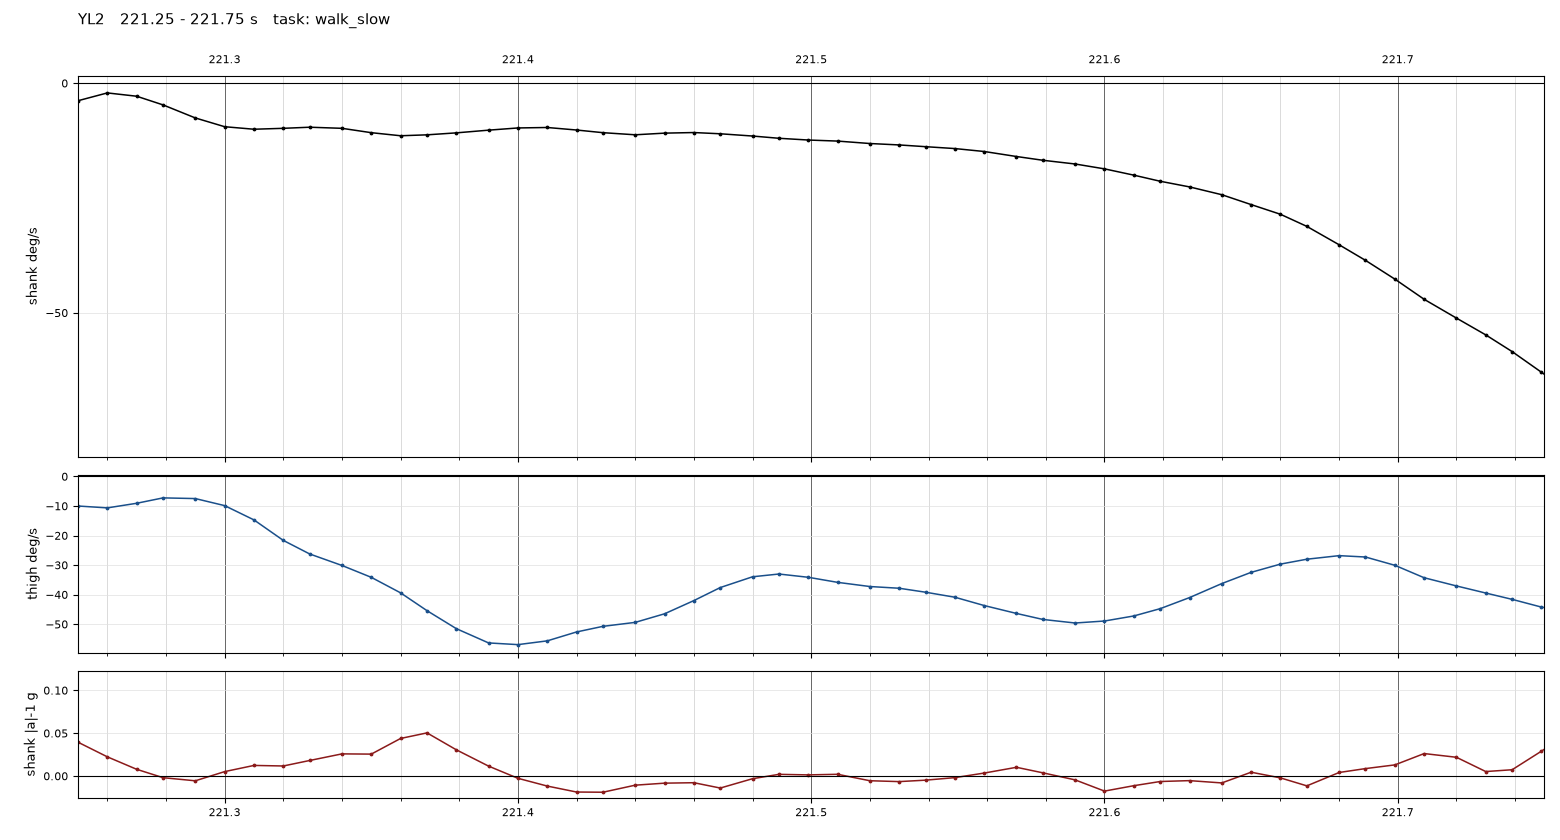 YL2   221.25 - 221.75 s   task: walk_slow
221.3 221.4 221.5 221.6 221.7
0
−50
shank deg/s
0
−10
−20
−30
−40
−50
thigh deg/s
0.10
0.05
0.00
shank |a|-1 g
221.3 221.4 221.5 221.6 221.7